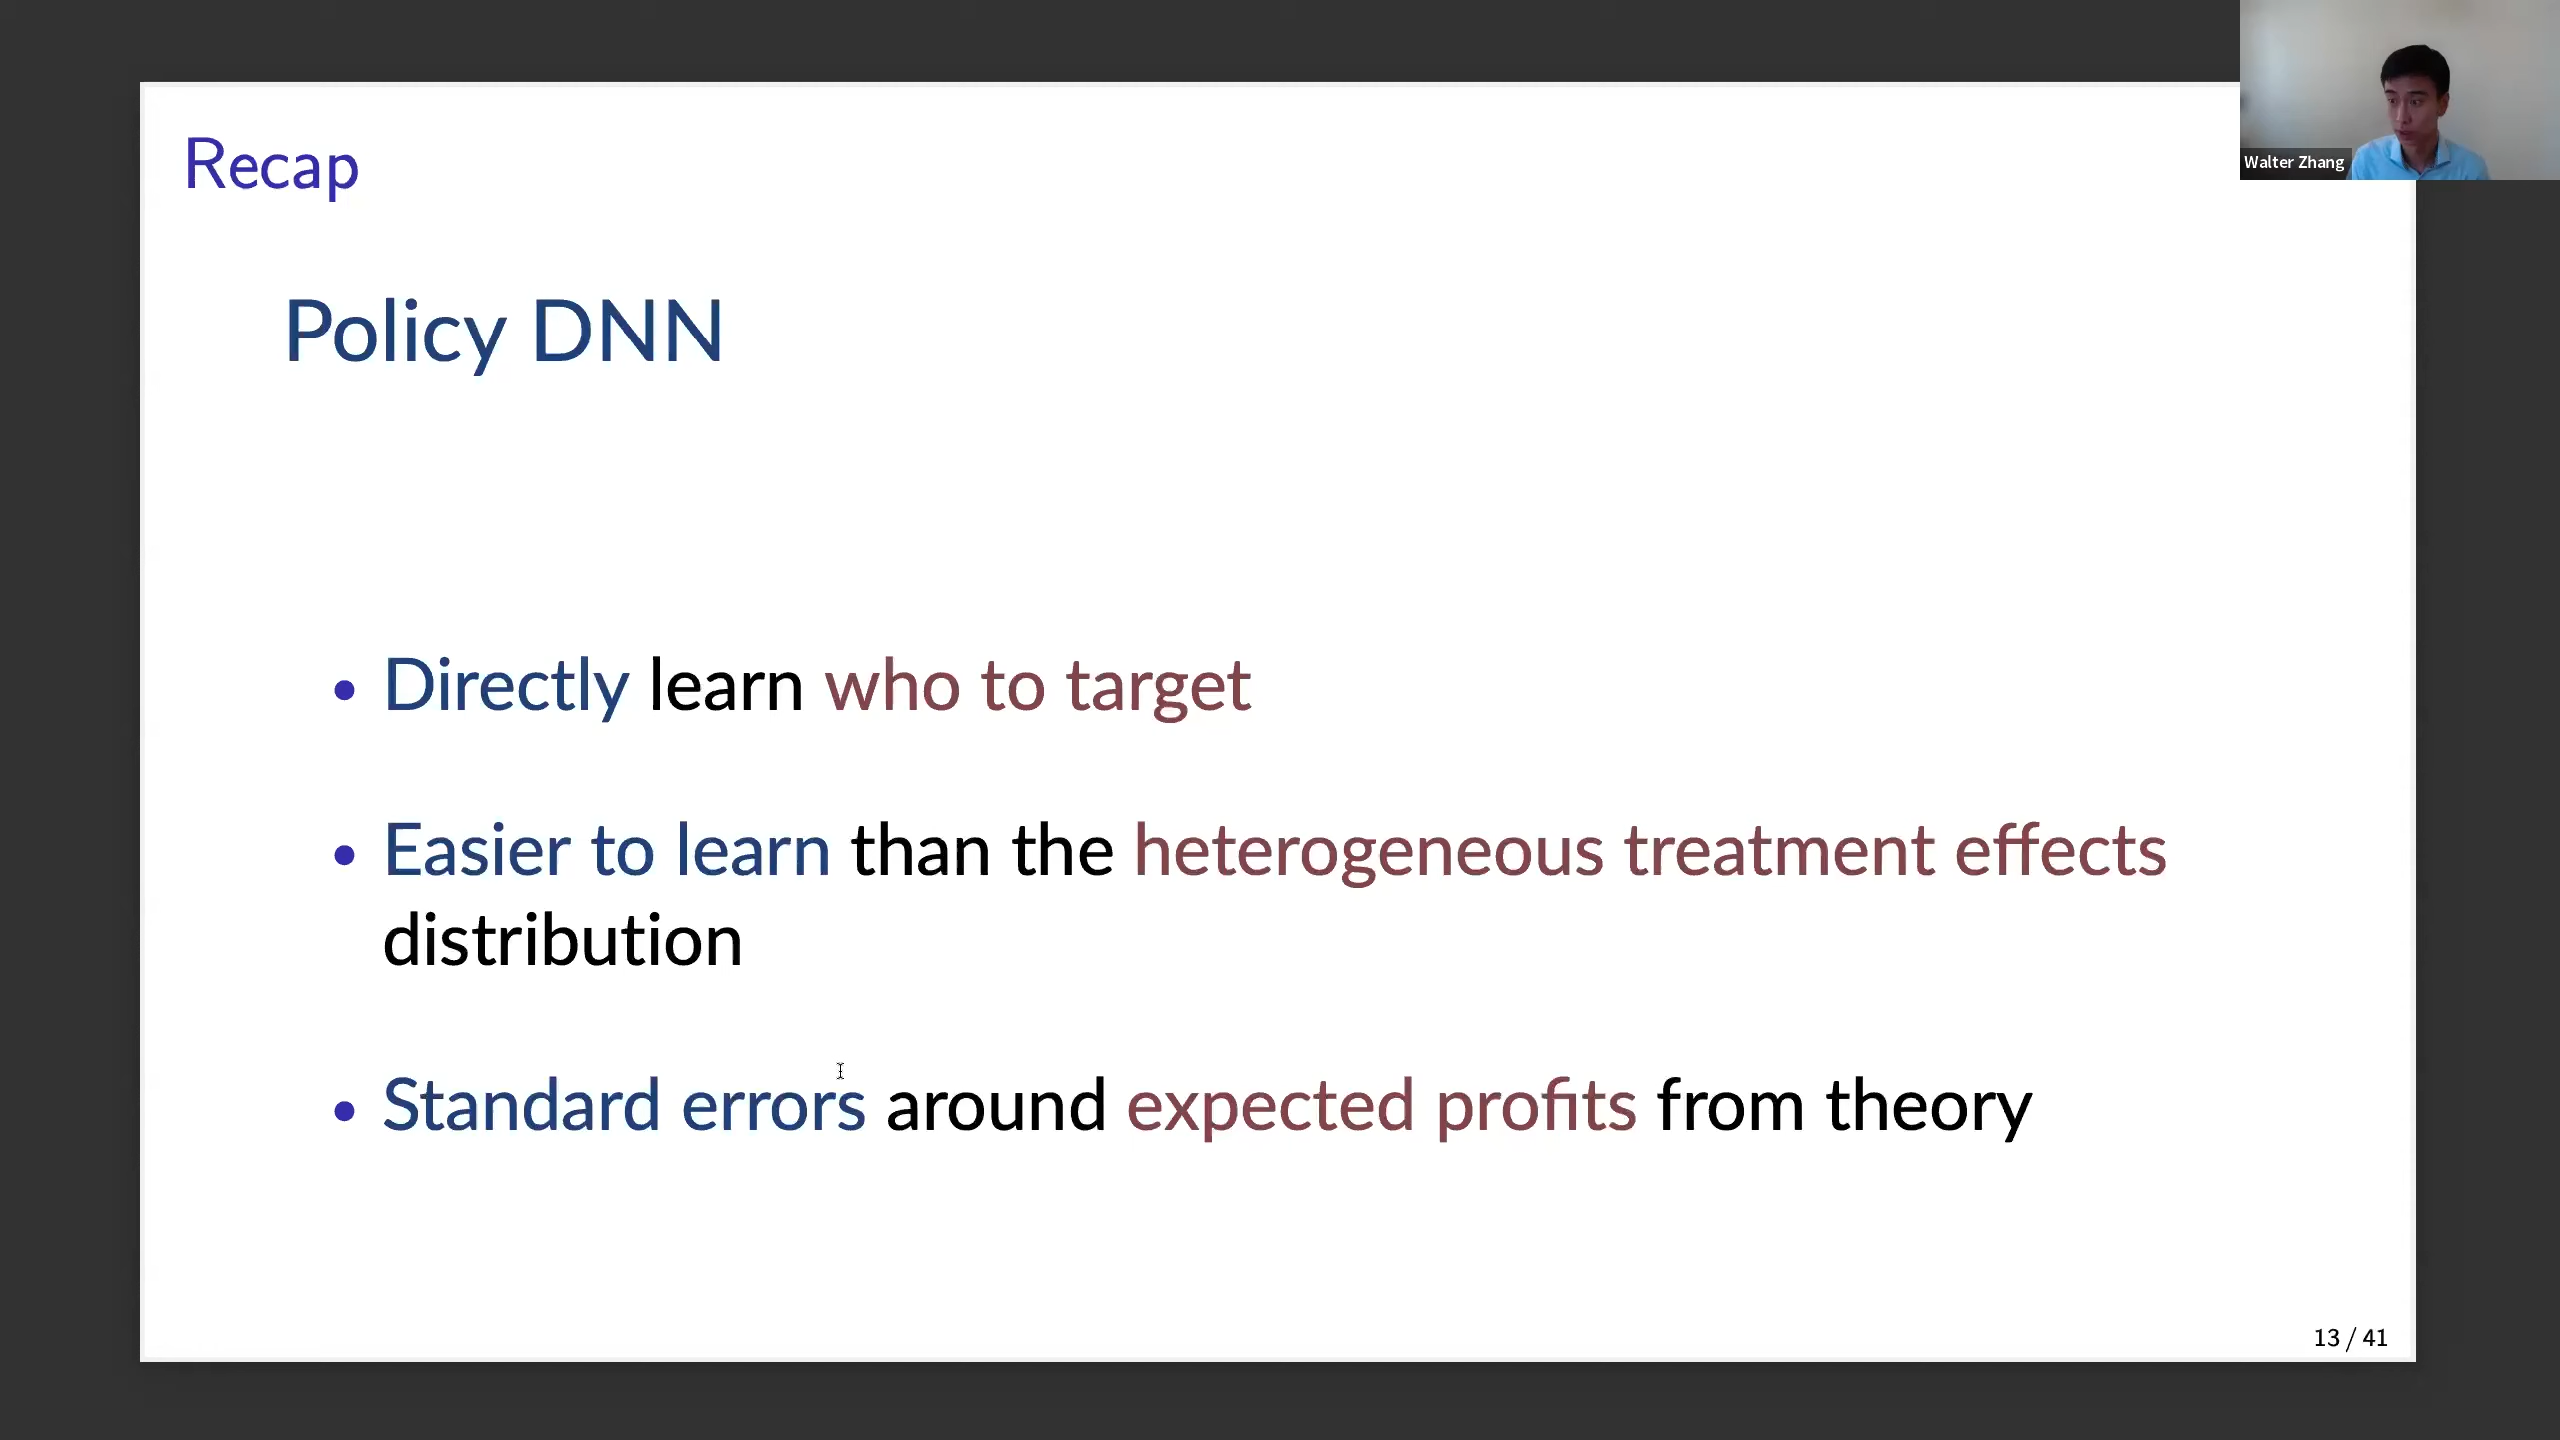 Recap
Walter Zhang
Policy DNN
• Directly learn who to target
• Easier to learn than the heterogeneous treatment effects
distribution
• Standard errors around expected profits from theory
13 / 41